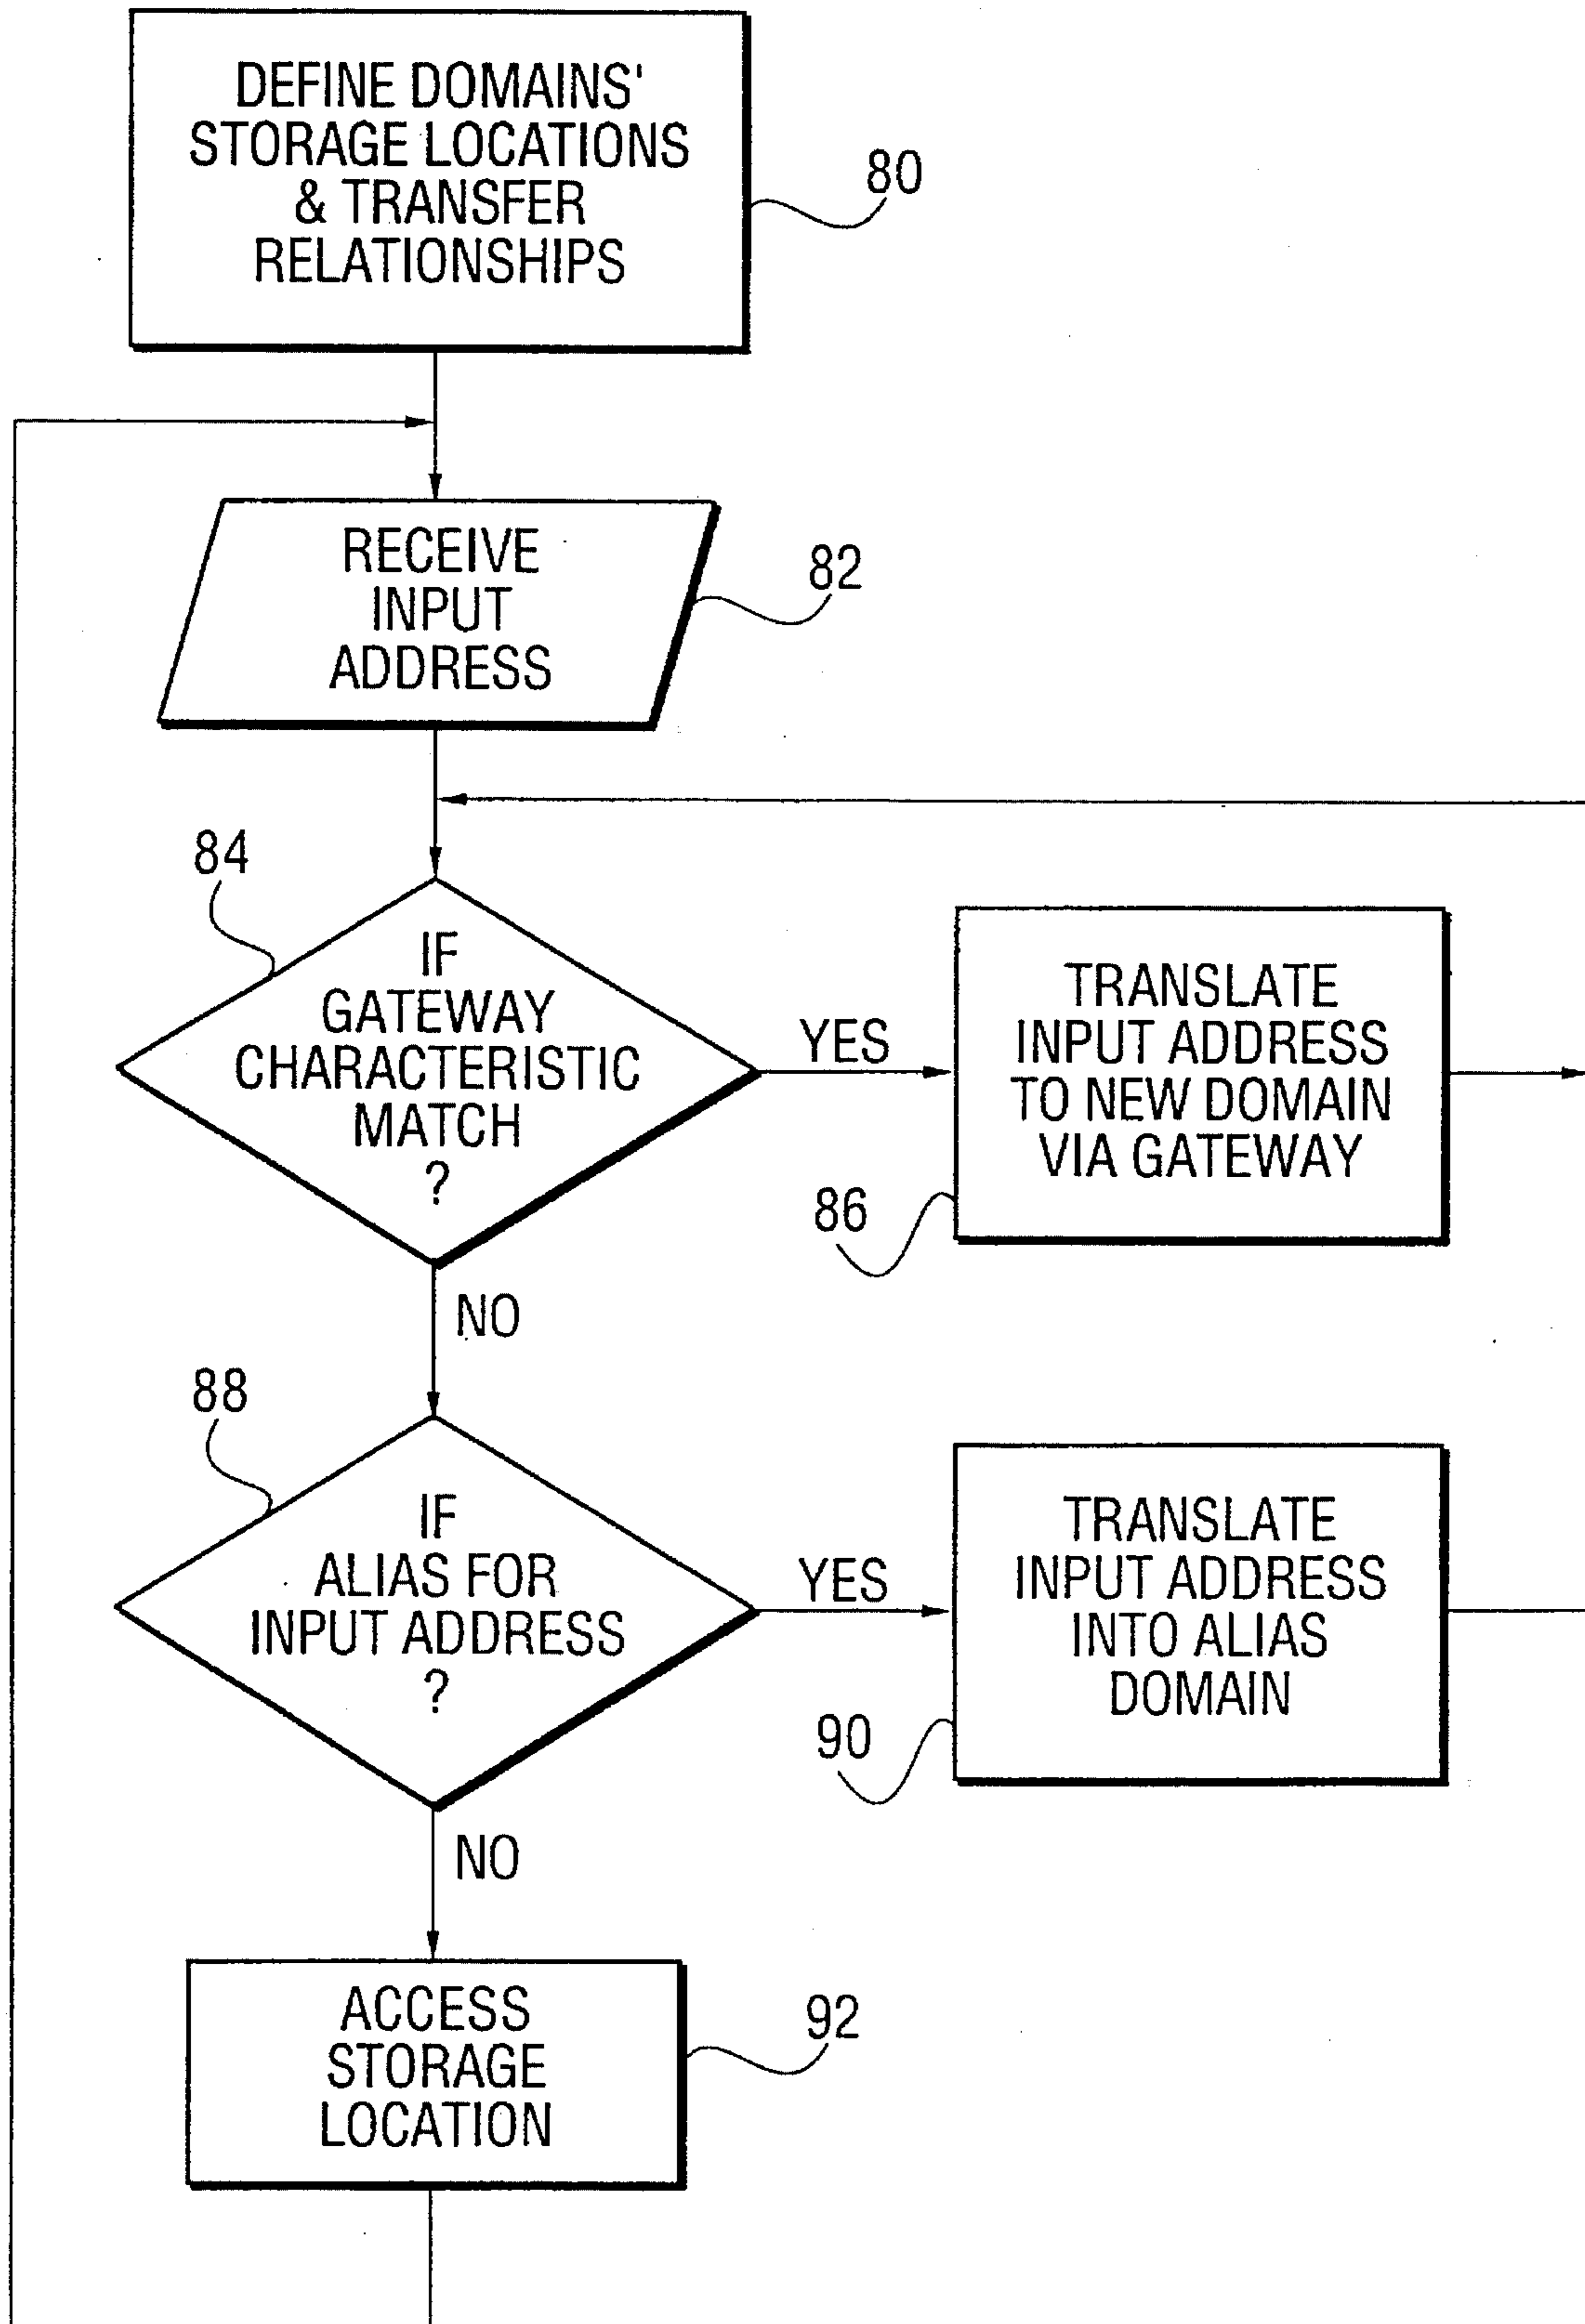 DEFINE DOMAINS'
STORAGE LOCATIONS
& TRANSFER
RELATIONSHIPS
80
RECEIVE
INPUT
ADDRESS
82
84
IF
GATEWAY
CHARACTERISTIC
MATCH
?
YES
TRANSLATE
INPUT ADDRESS
TO NEW DOMAIN
VIA GATEWAY
86
NO
88
IF
ALIAS FOR
INPUT ADDRESS
?
YES
TRANSLATE
INPUT ADDRESS
INTO ALIAS
DOMAIN
90
NO
ACCESS
STORAGE
LOCATION
92